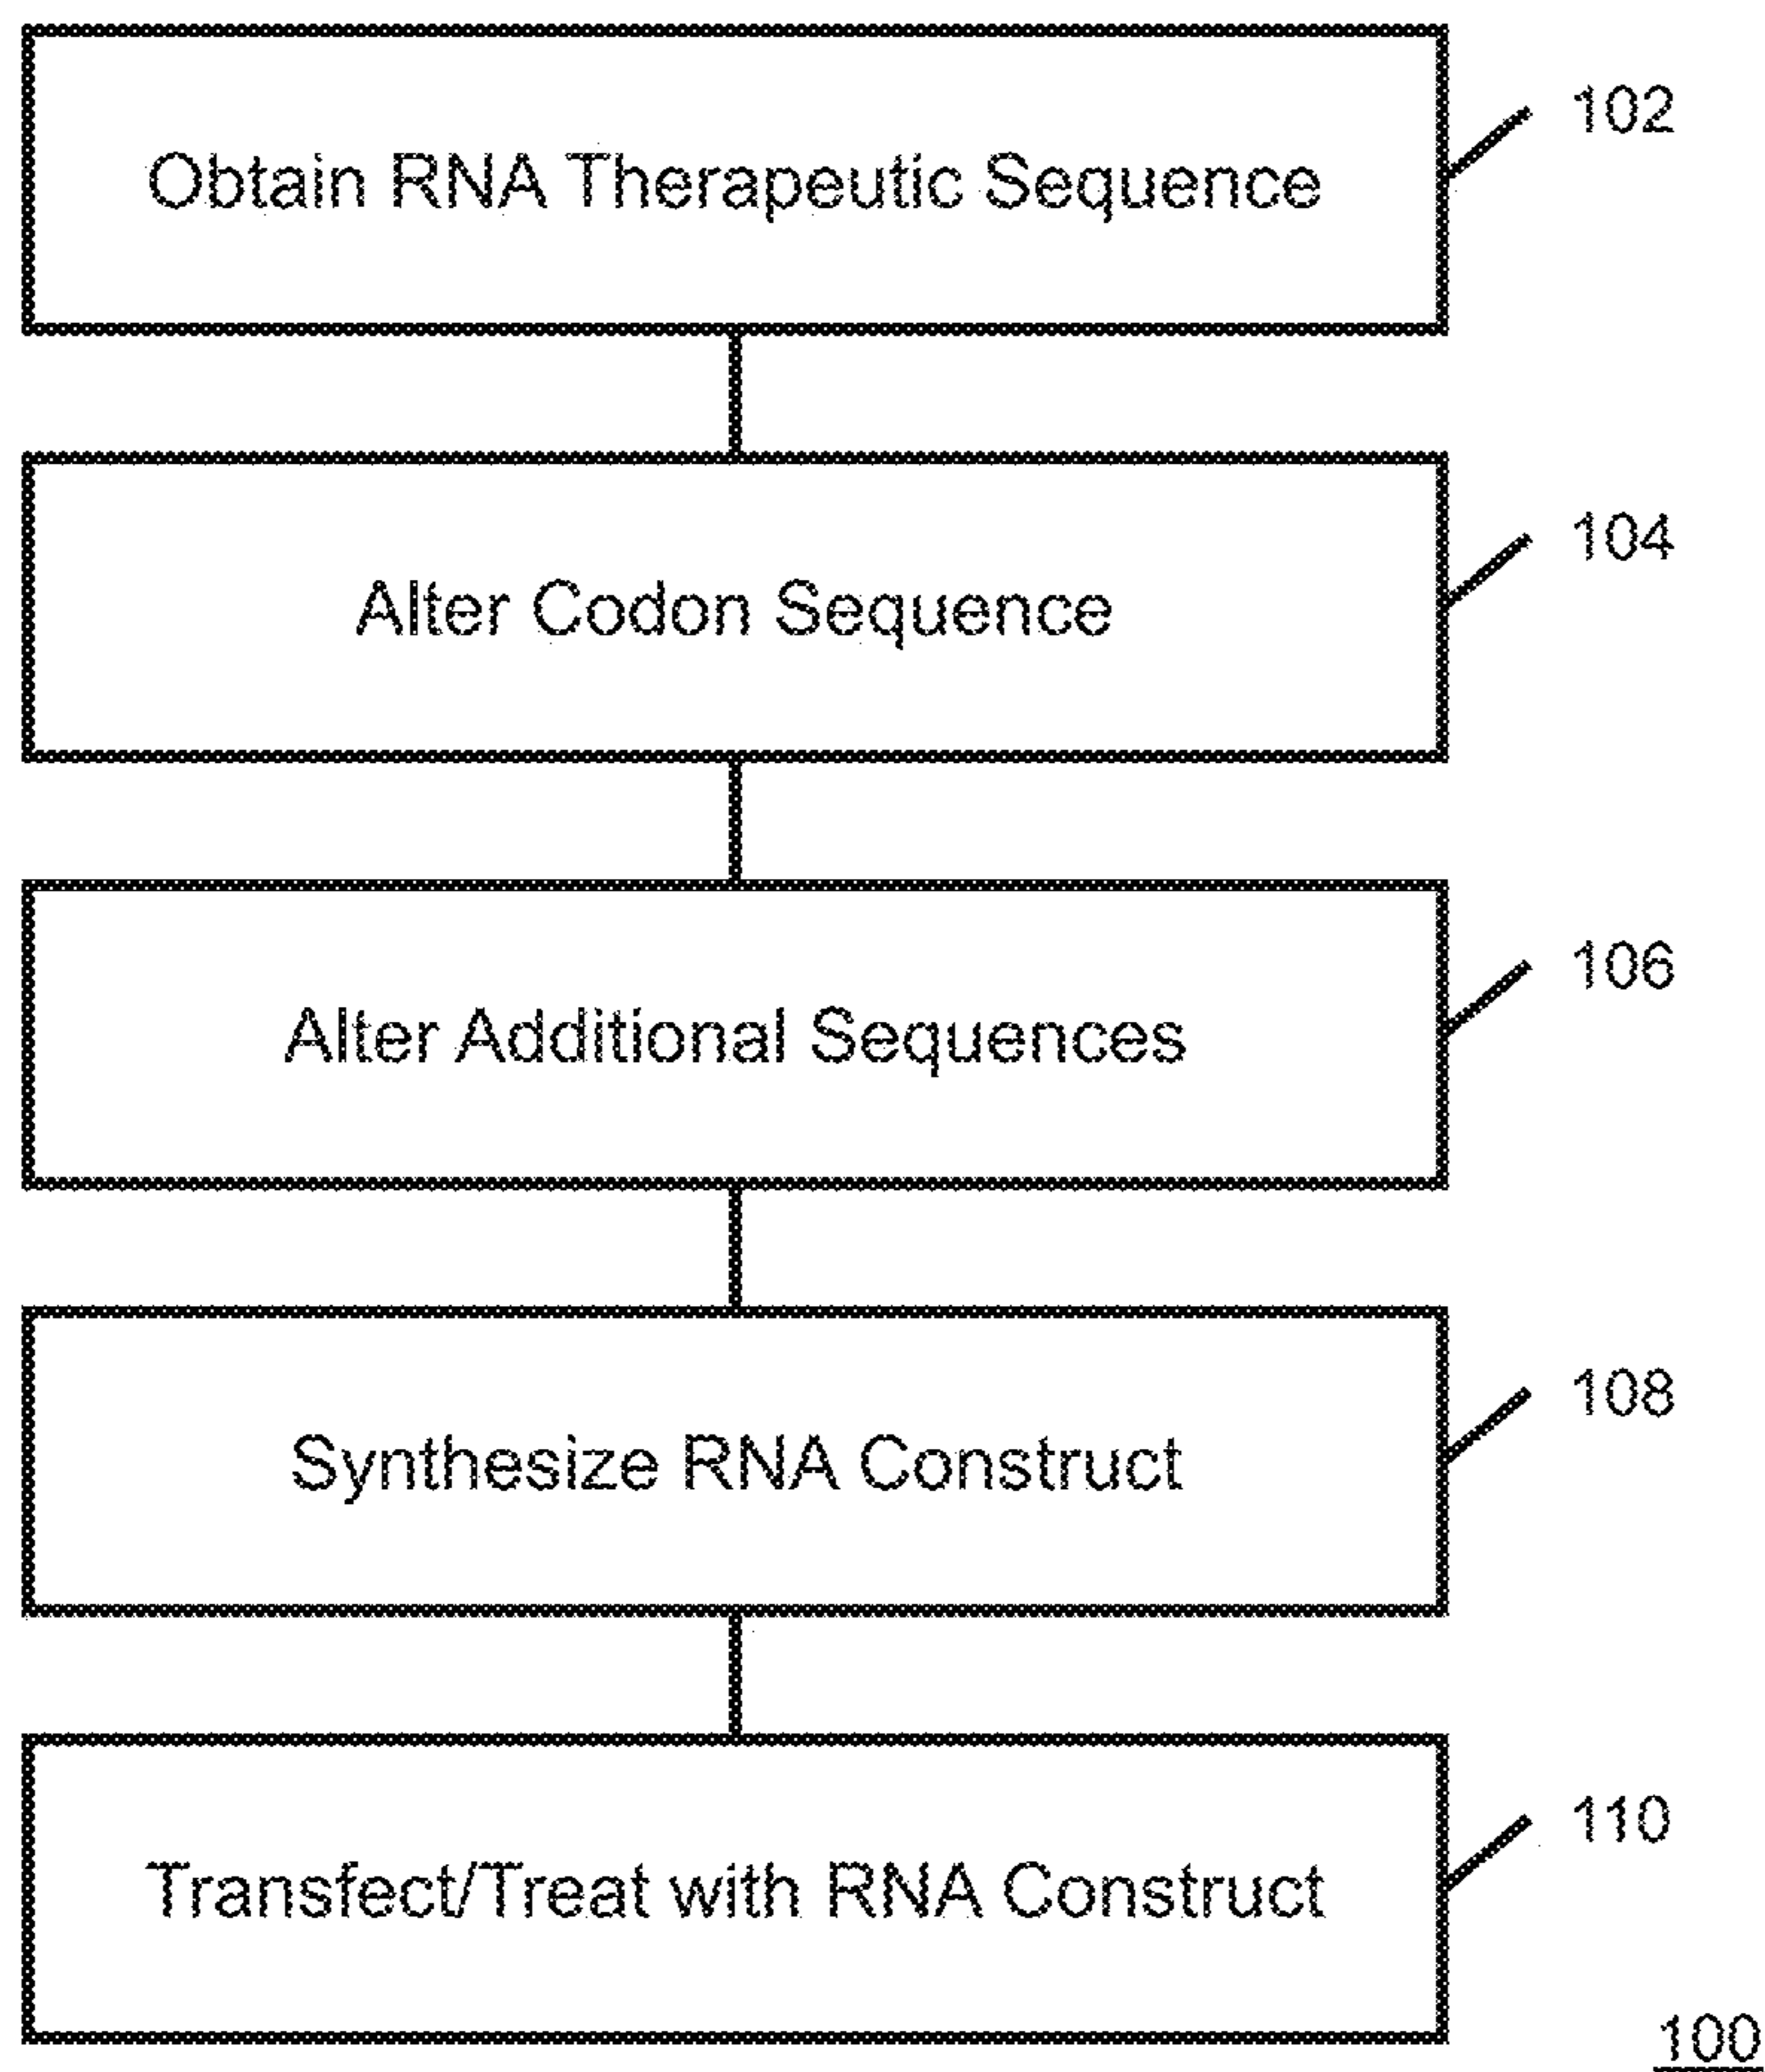 Obtain RNA Therapeutic Sequence
102
Alter Codon Sequence
104
Alter Additional Sequences
106
Synthesize RNA Construct
108
Transfect/Treat with RNA Construct
110
100